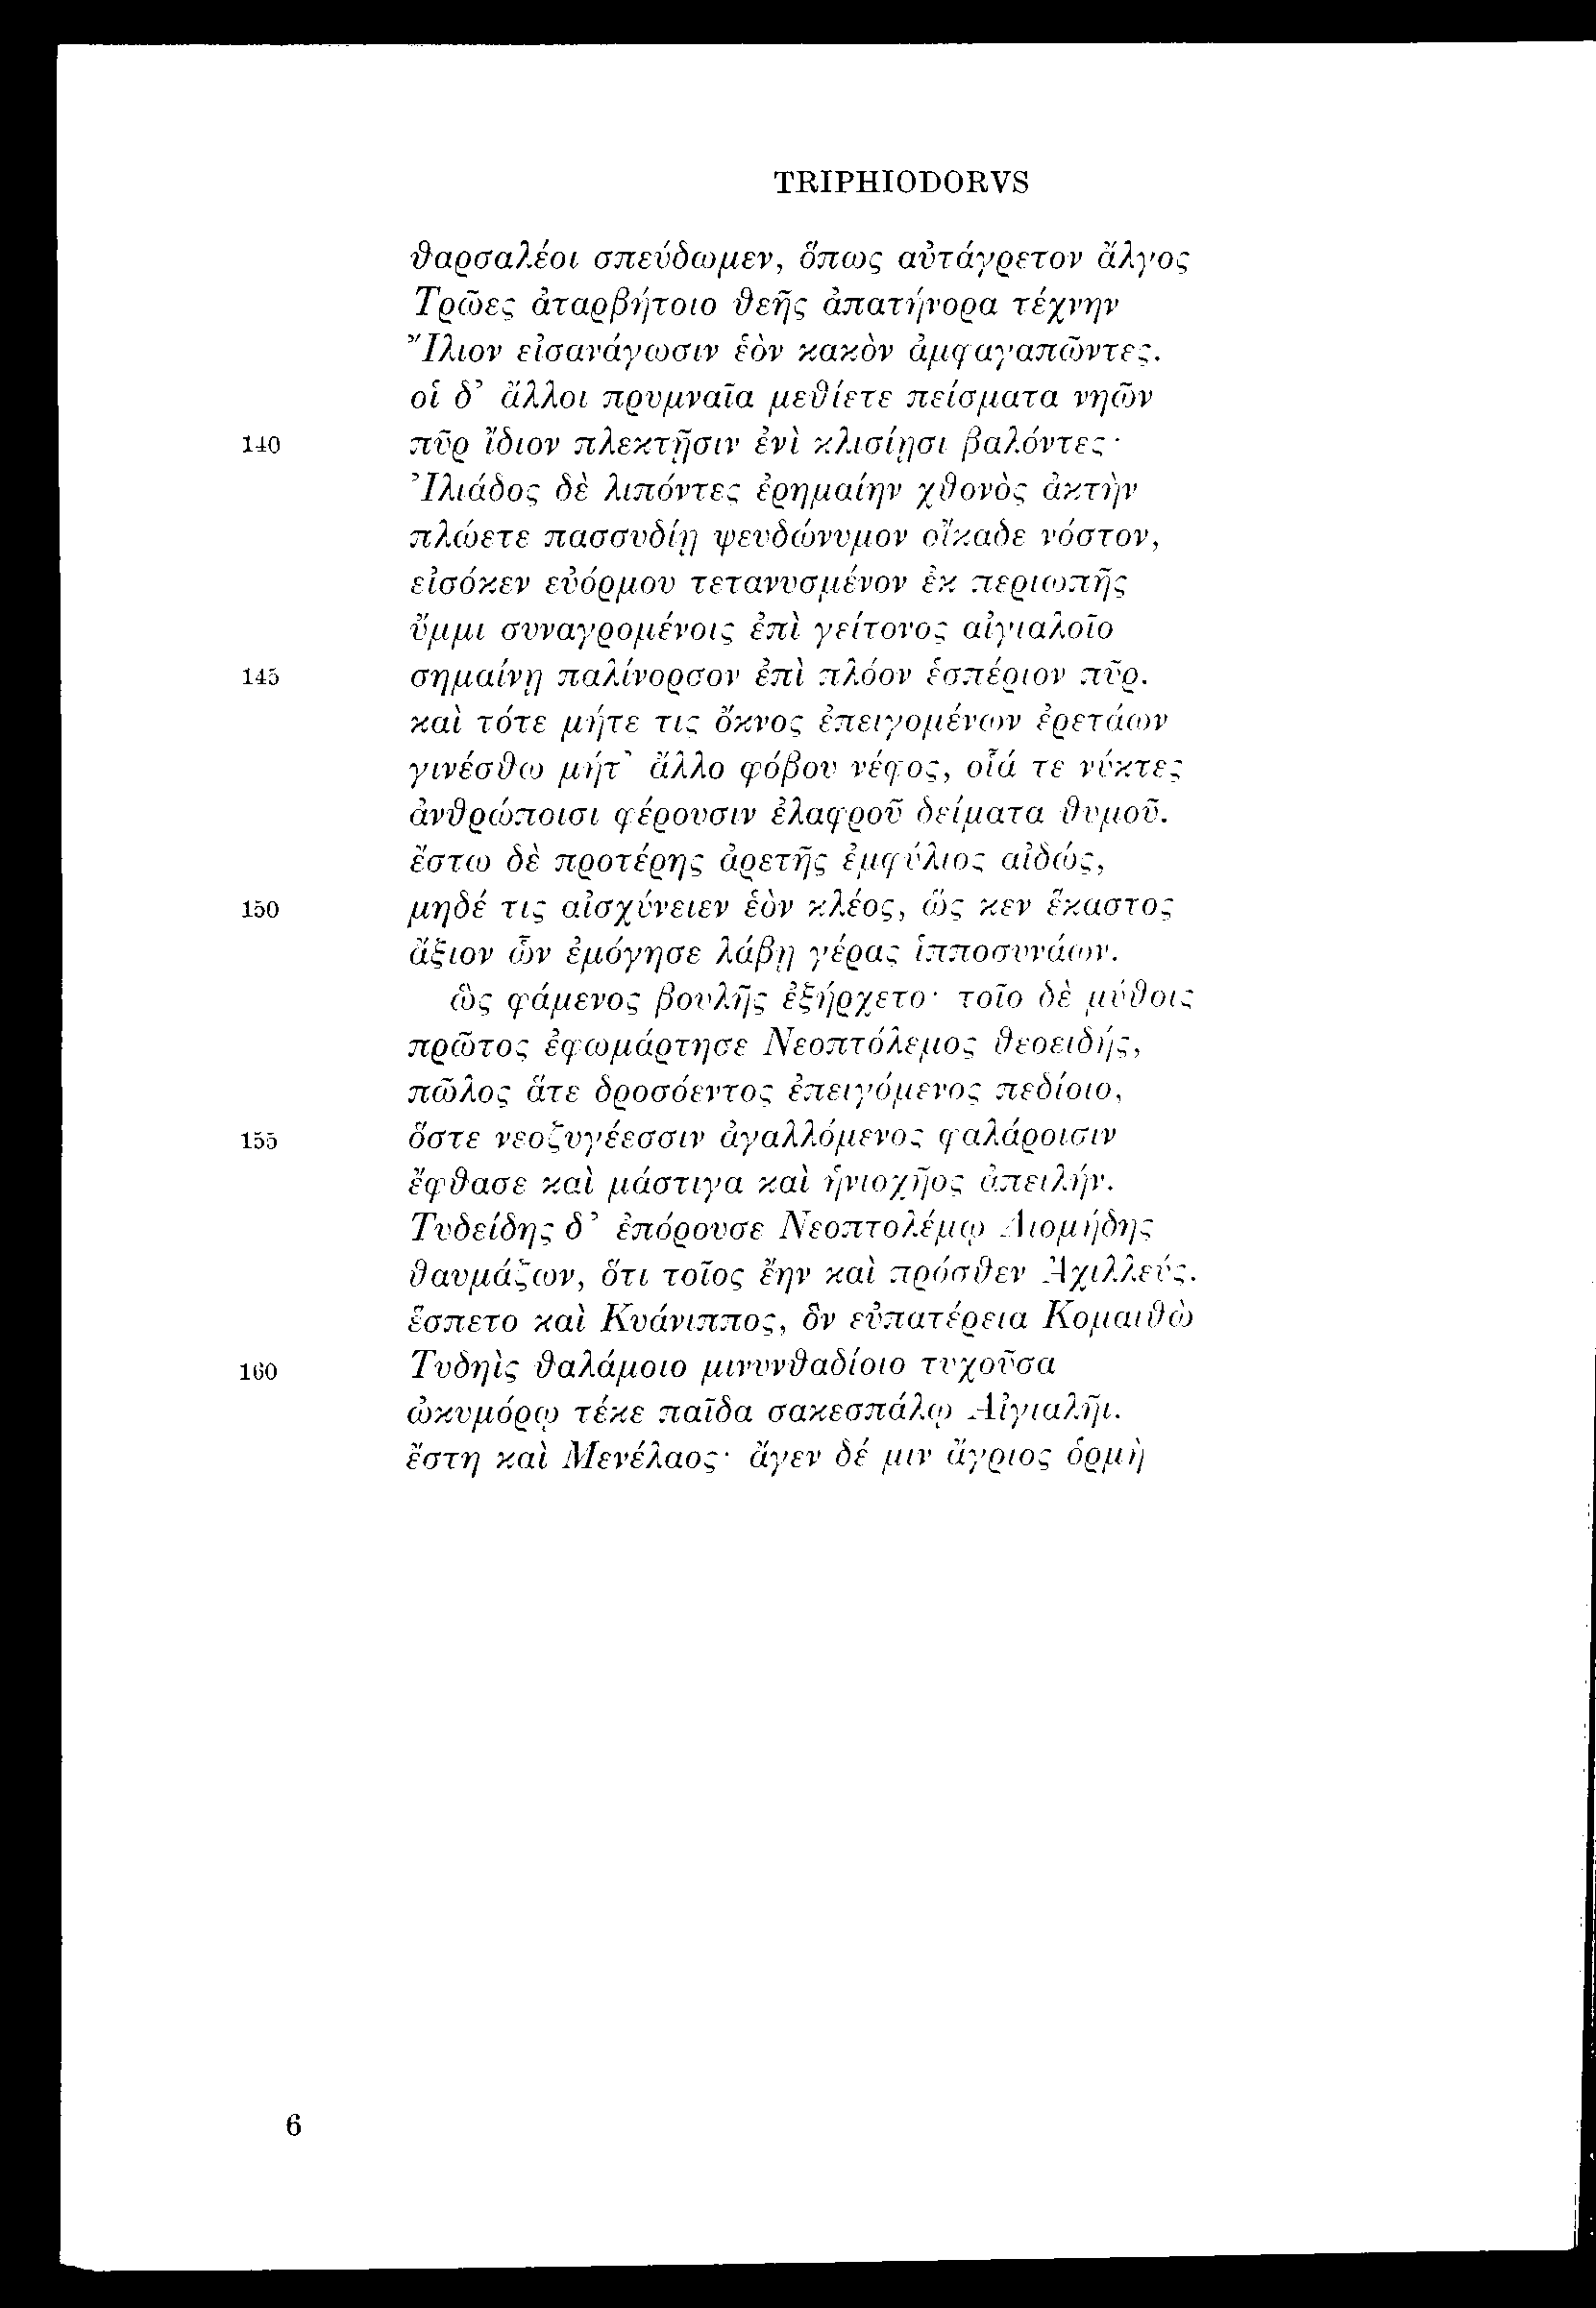 TRIPHIODORVS
θαρσαλέοι σπεύδωμεν, ὅπως αὐτάγρετον ἄλγος
Τρῶες ἀταρβήτοιο θεῆς ἀπατήνορα τέχνην
Ἴλιον εἰσανάγωσιν ἑὸν κακὸν ἀμφαγαπῶντες.
οἱ δ’ ἄλλοι πρυμναῖα μεθίετε πείσματα νηῶν
140 πῦρ ἴδιον πλεκτῇσιν ἐνὶ κλισίῃσι βαλόντες·
Ἰλιάδος δὲ λιπόντες ἐρημαίην χθονὸς ἀκτὴν
πλώετε πασσυδίῃ ψευδώνυμον οἴκαδε νόστον,
εἰσόκεν εὐόρμου τετανυσμένον ἐκ περιωπῆς
ὔμμι συναγρομένοις ἐπὶ γείτονος αἰγιαλοῖο
145 σημαίνῃ παλίνορσον ἐπὶ πλόον ἑσπέριον πῦρ.
καὶ τότε μήτε τις ὄκνος ἐπειγομένων ἐρετάων
γινέσθω μήτ’ ἄλλο φόβου νέφος, οἷά τε νύκτες
ἀνθρώποισι φέρουσιν ἐλαφροῦ δείματα θυμοῦ.
ἔστω δὲ προτέρης ἀρετῆς ἐμφύλιος αἰδώς,
150 μηδέ τις αἰσχύνειεν ἑὸν κλέος, ὥς κεν ἕκαστος
ἄξιον ὧν ἐμόγησε λάβῃ γέρας ἱπποσυνάων.
ὣς φάμενος βουλῆς ἐξήρχετο· τοῖο δὲ μύθοις
πρῶτος ἐφωμάρτησε Νεοπτόλεμος θεοειδής,
πῶλος ἅτε δροσόεντος ἐπειγόμενος πεδίοιο,
155 ὅστε νεοζυγέεσσιν ἀγαλλόμενος φαλάροισιν
ἔφθασε καὶ μάστιγα καὶ ἡνιοχῆος ἀπειλήν.
Τυδείδης δ’ ἐπόρουσε Νεοπτολέμῳ Διομήδης
θαυμάζων, ὅτι τοῖος ἔην καὶ πρόσθεν Ἀχιλλεύς.
ἕσπετο καὶ Κυάνιππος, ὃν εὐπατέρεια Κομαιθὼ
160 Τυδηὶς θαλάμοιο μινυνθαδίοιο τυχοῦσα
ὠκυμόρῳ τέκε παῖδα σακεσπάλῳ Αἰγιαλῆι.
ἔστη καὶ Μενέλαος· ἄγεν δέ μιν ἄγριος ὁρμὴ
6